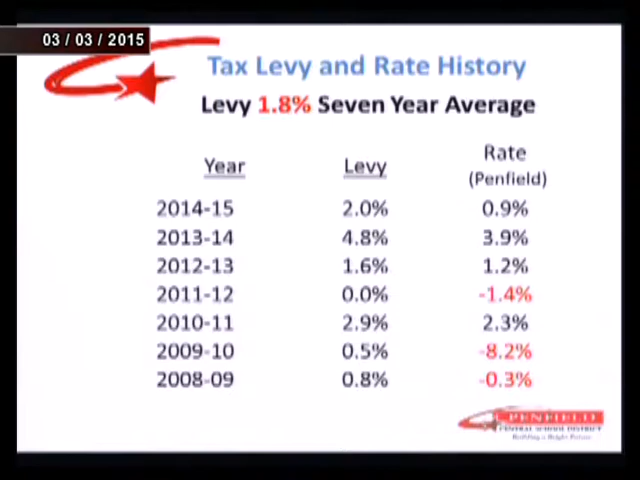 03 / 03 / 2015
Tax Levy and Rate History
Levy 1.8% Seven Year Average
Year Levy Rate (Penfield)
2014-15 2.0% 0.9%
2013-14 4.8% 3.9%
2012-13 1.6% 1.2%
2011-12 0.0% -1.4%
2010-11 2.9% 2.3%
2009-10 0.5% -8.2%
2008-09 0.8% -0.3%
PENFIELD
CENTRAL SCHOOL DISTRICT
Building a Bright Future